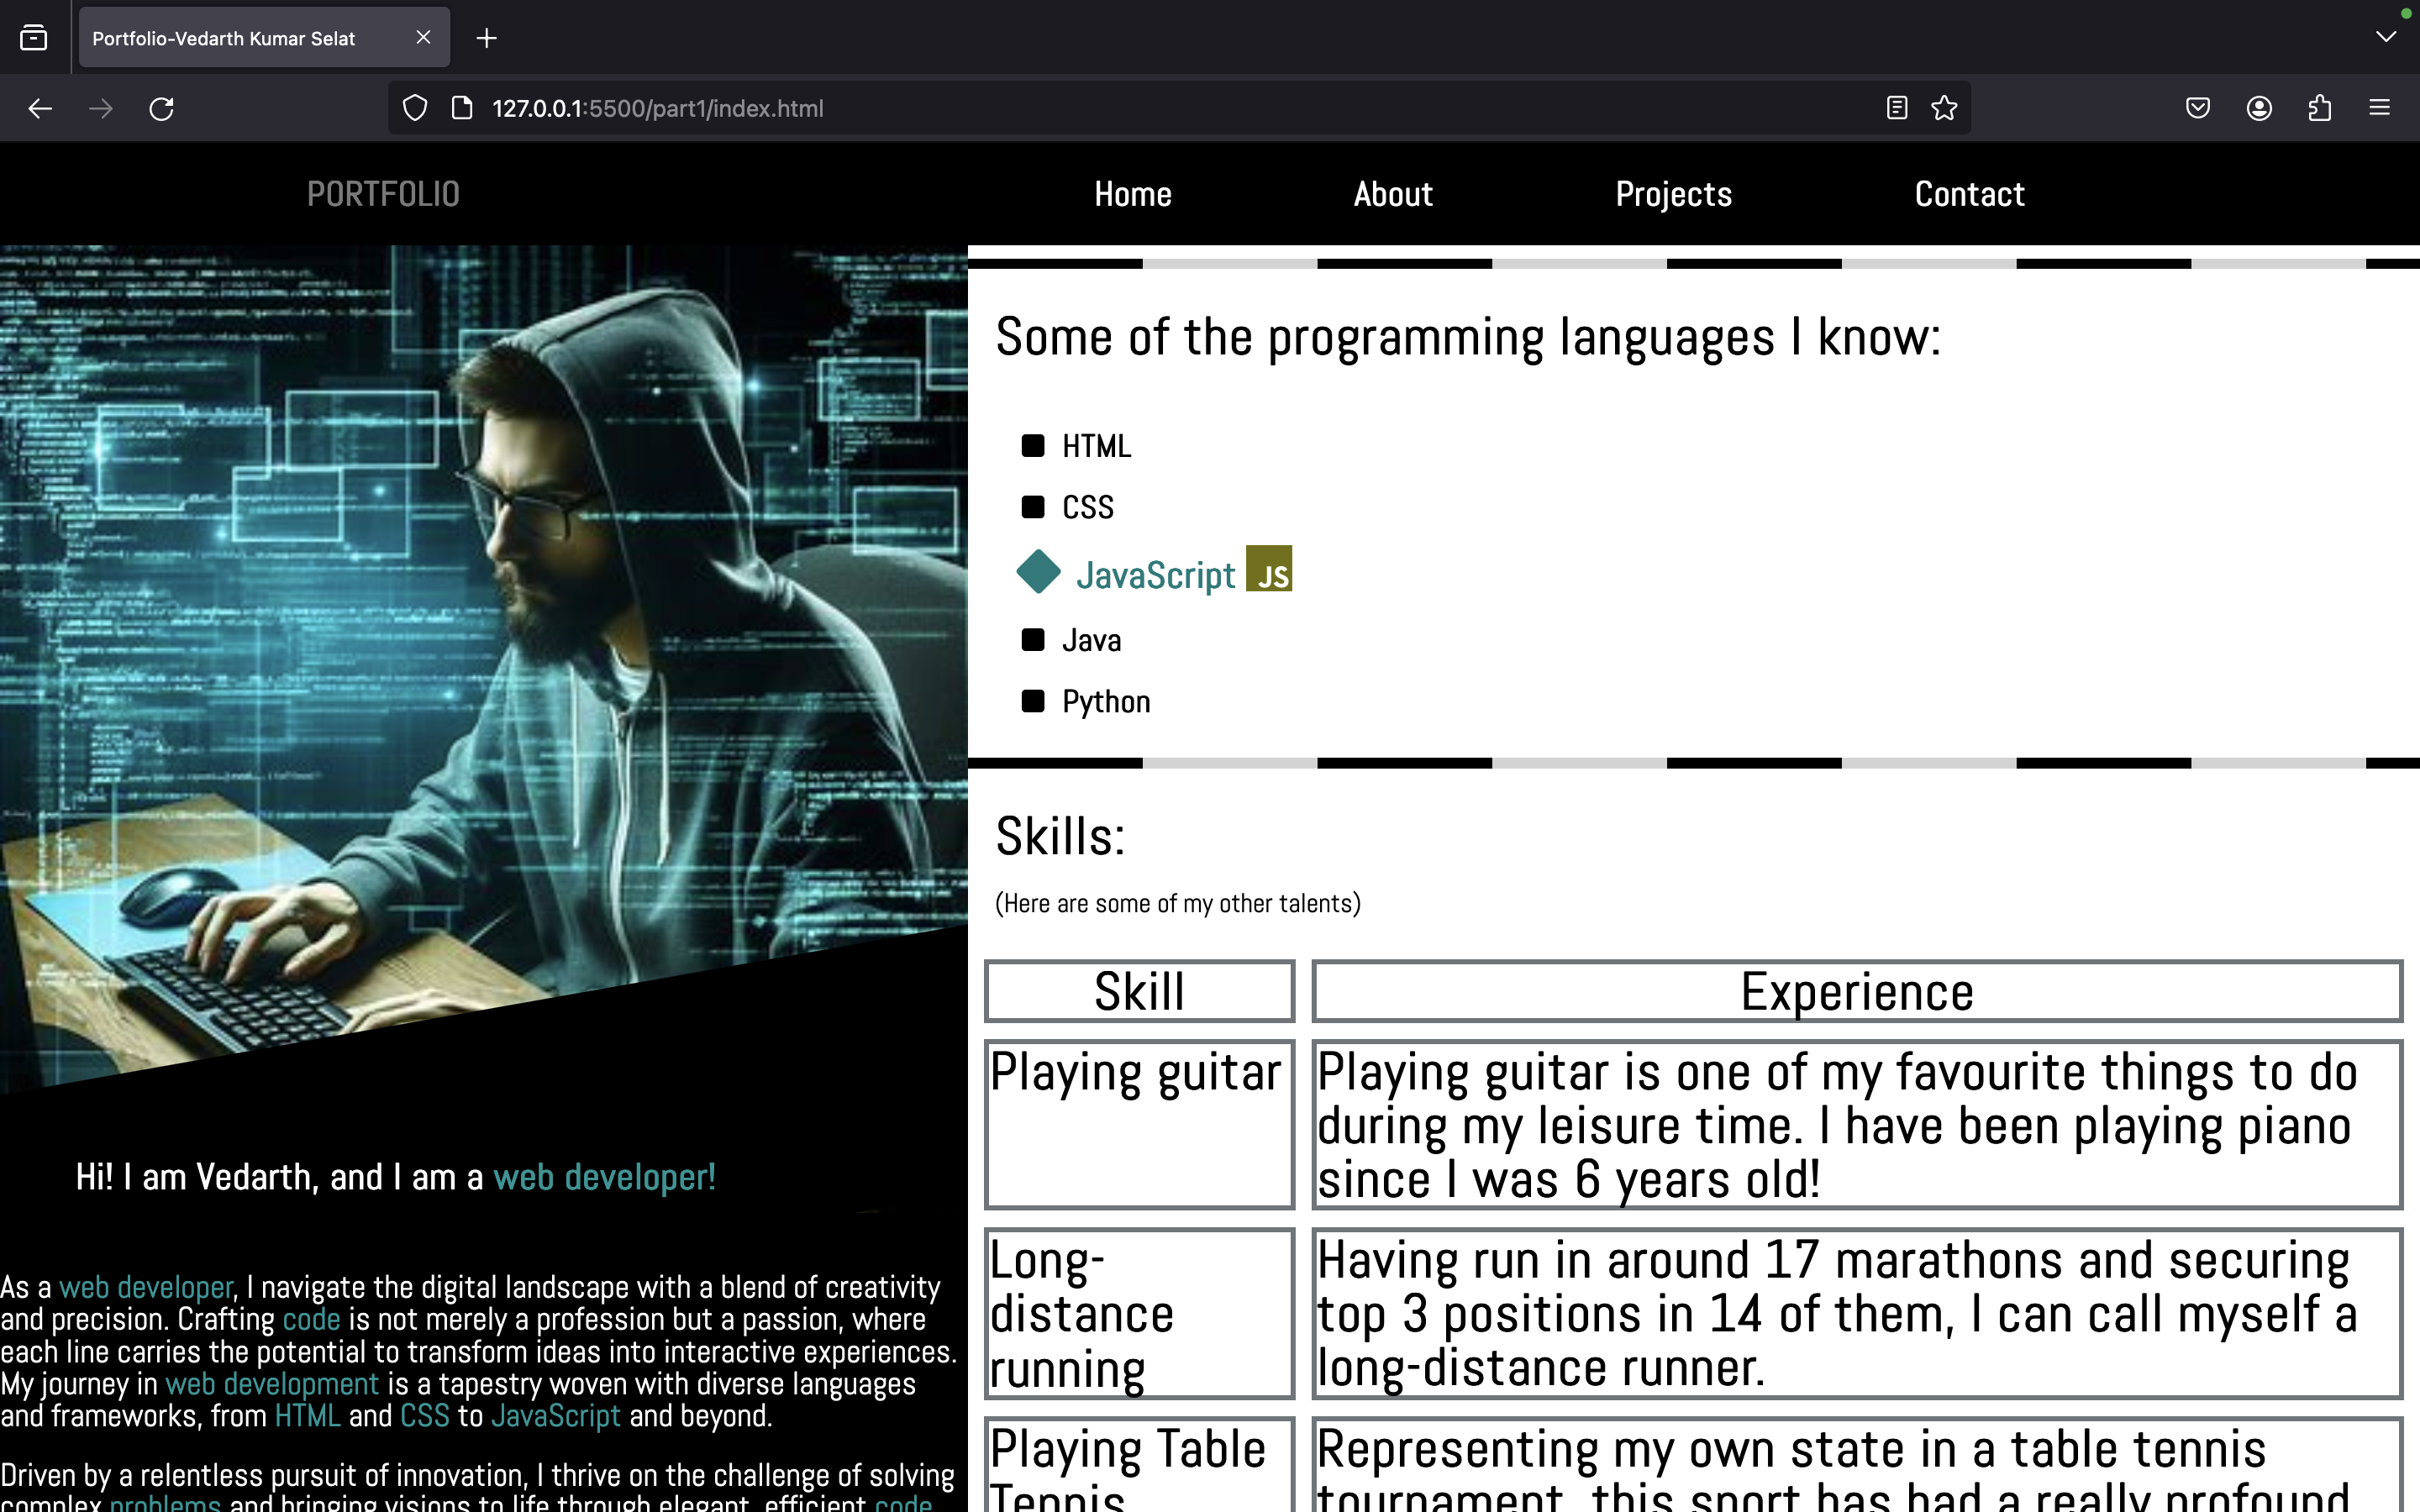 Portfolio-Vedarth Kumar Selat
127.0.0.1:5500/part1/index.html
PORTFOLIO
Home
About
Projects
Contact
Hi! I am Vedarth, and I am a web developer!
As a web developer, I navigate the digital landscape with a blend of creativity
and precision. Crafting code is not merely a profession but a passion, where
each line carries the potential to transform ideas into interactive experiences.
My journey in web development is a tapestry woven with diverse languages
and frameworks, from HTML and CSS to JavaScript and beyond.
Driven by a relentless pursuit of innovation, I thrive on the challenge of solving
complex problems and bringing visions to life through elegant, efficient code
Some of the programming languages I know:
HTML
CSS
JavaScript JS
Java
Python
Skills:
(Here are some of my other talents)
Skill
Experience
Playing guitar
Playing guitar is one of my favourite things to do
during my leisure time. I have been playing piano
since I was 6 years old!
Long-
distance
running
Having run in around 17 marathons and securing
top 3 positions in 14 of them, I can call myself a
long-distance runner.
Playing Table
Tennis
Representing my own state in a table tennis
tournament, this sport has had a really profound